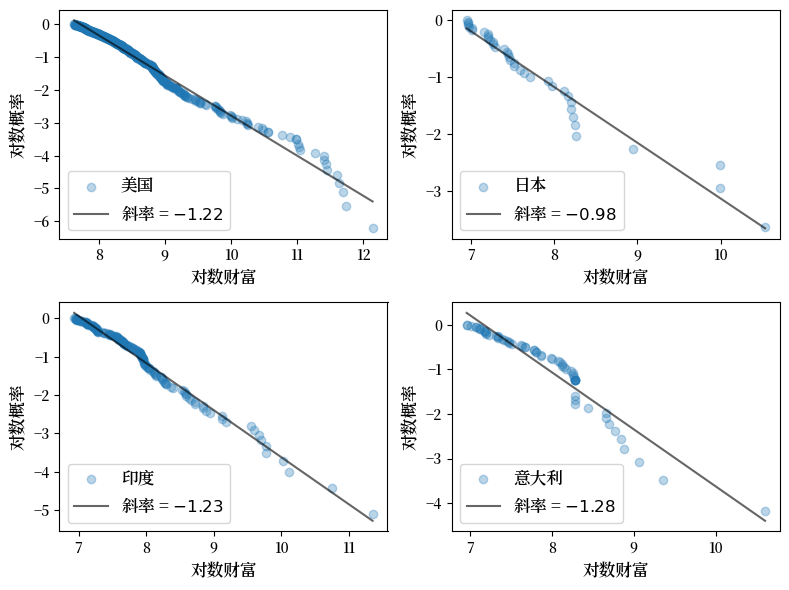 0
−1
−2
−3
−4
−5
−6
对数概率
美国
斜率 = −1.22
8 9 10 11 12
对数财富
0
−1
−2
−3
对数概率
日本
斜率 = −0.98
7 8 9 10
对数财富
0
−1
−2
−3
−4
−5
对数概率
印度
斜率 = −1.23
7 8 9 10 11
对数财富
0
−1
−2
−3
−4
对数概率
意大利
斜率 = −1.28
7 8 9 10
对数财富